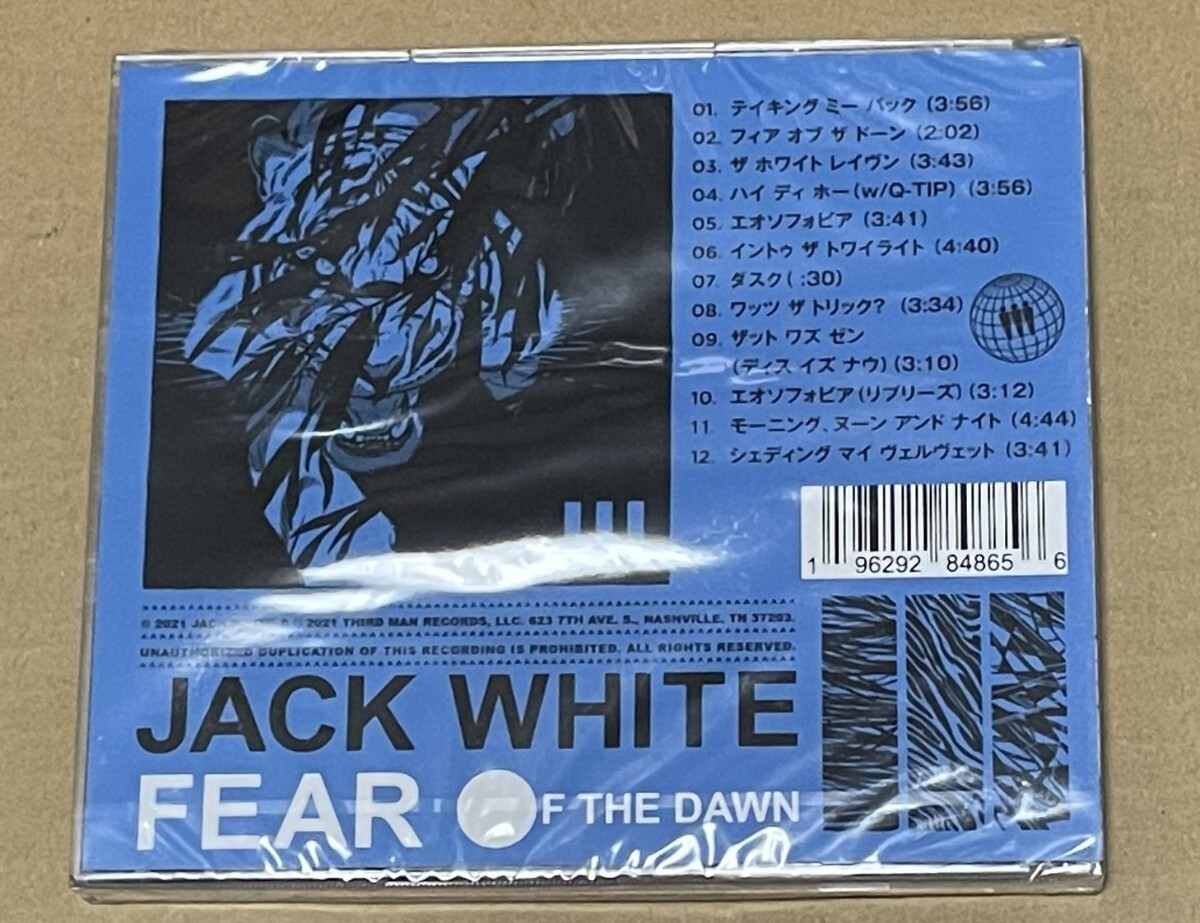 01. テイキング ミー バック (3:56)
02. フィア オブ ザ ドーン (2:02)
03. ザ ホワイト レイヴン (3:43)
04. ハイ ディ ホー (w/Q-TIP) (3:56)
05. エオソフォビア (3:41)
06. イントゥ ザ トワイライト (4:40)
07. ダスク( :30)
08. ワッツ ザ トリック? (3:34)
09. ザット ワズ ゼン
(ディス イズ ナウ) (3:10)
10. エオソフォビア (リプリーズ) (3:12)
11. モーニング、ヌーン アンド ナイト (4:44)
12. シェディング マイ ヴェルヴェット (3:41)
1 96292 84865 6
© 2021 JACK 2021 THIRD MAN RECORDS, LLC. 623 7TH AVE. S., NASHVILLE, TN 37203.
UNAUTHORIZED DUPLICATION OF THIS RECORDING IS PROHIBITED. ALL RIGHTS RESERVED.
JACK WHITE
FEAR OF THE DAWN